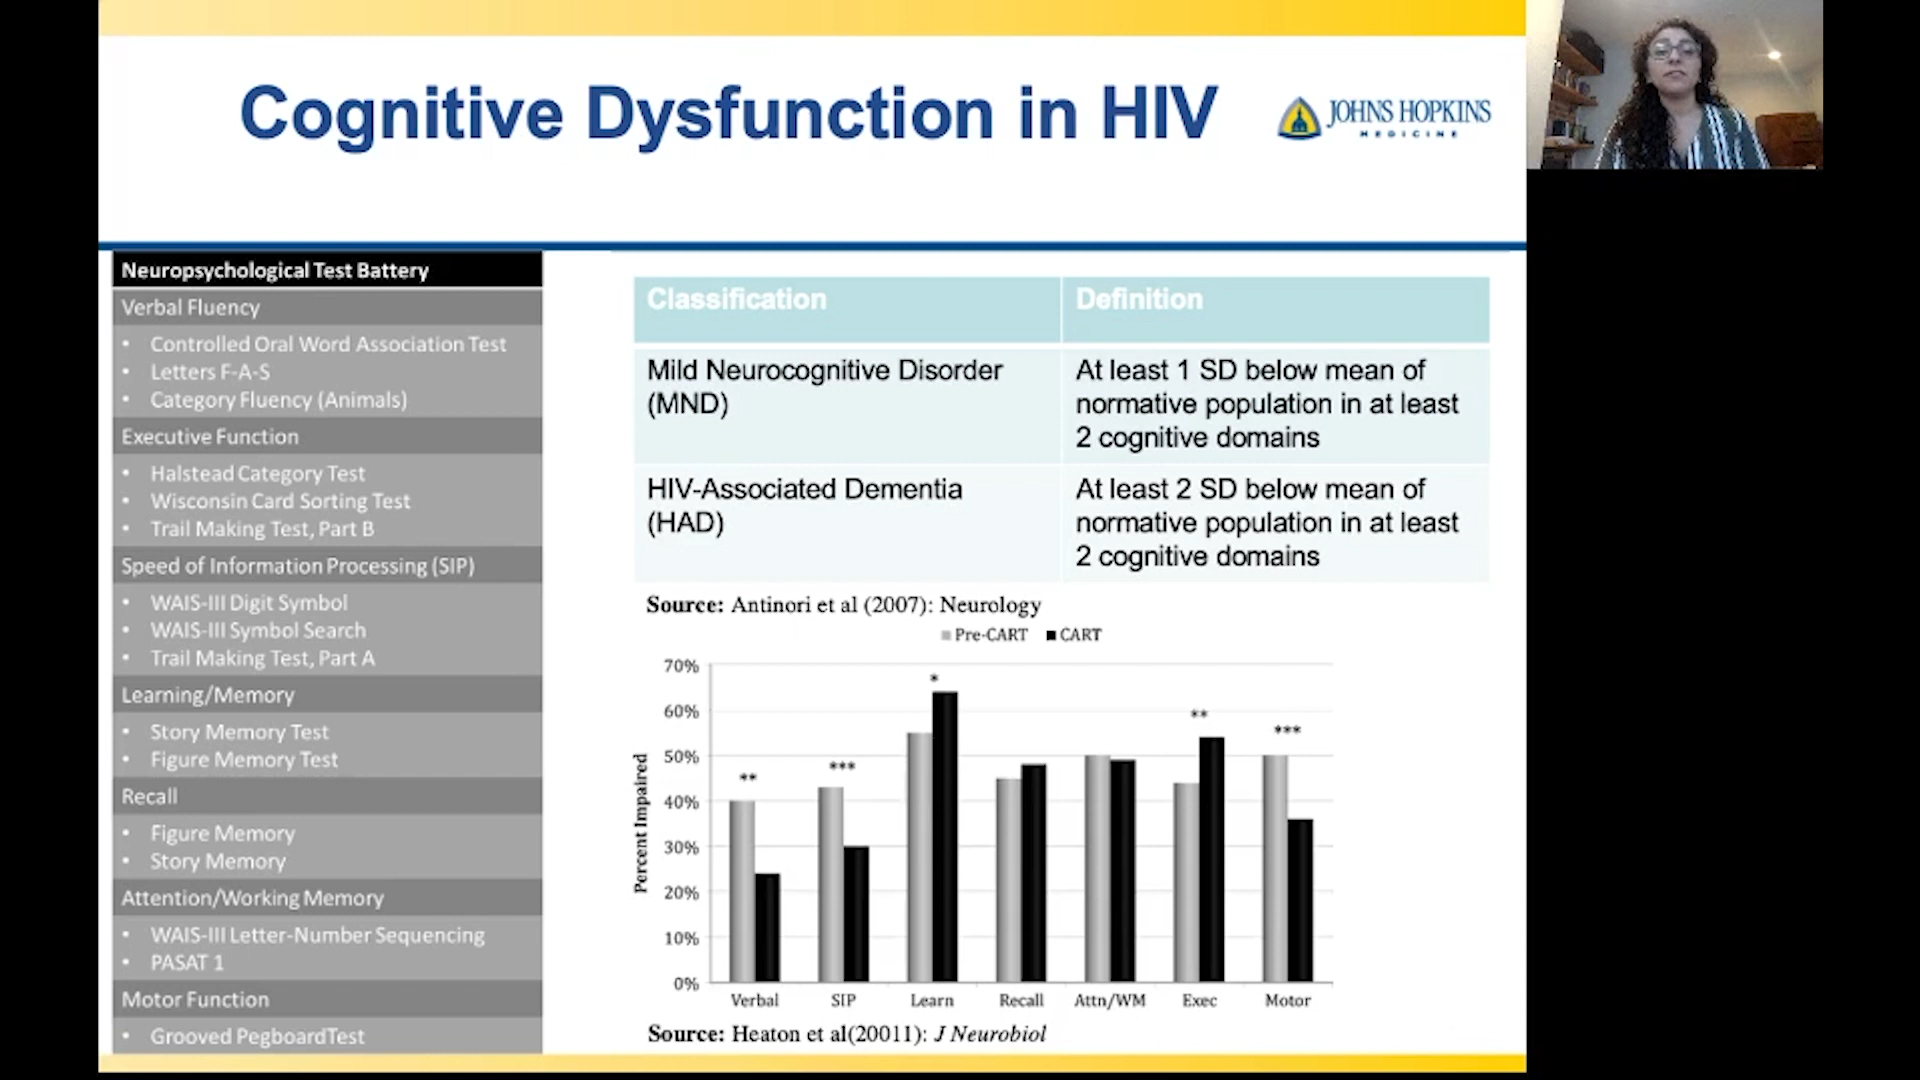 Cognitive Dysfunction in HIV
JOHNS HOPKINS
MEDICINE
Neuropsychological Test Battery
Verbal Fluency
• Controlled Oral Word Association Test
• Letters F-A-S
• Category Fluency (Animals)
Executive Function
• Halstead Category Test
• Wisconsin Card Sorting Test
• Trail Making Test, Part B
Speed of Information Processing (SIP)
• WAIS-III Digit Symbol
• WAIS-III Symbol Search
• Trail Making Test, Part A
Learning/Memory
• Story Memory Test
• Figure Memory Test
Recall
• Figure Memory
• Story Memory
Attention/Working Memory
• WAIS-III Letter-Number Sequencing
• PASAT 1
Motor Function
• Grooved PegboardTest
Classification
Definition
Mild Neurocognitive Disorder
(MND)
At least 1 SD below mean of
normative population in at least
2 cognitive domains
HIV-Associated Dementia
(HAD)
At least 2 SD below mean of
normative population in at least
2 cognitive domains
Source: Antinori et al (2007): Neurology
Pre-CART CART
Percent Impaired
70%
60%
50%
40%
30%
20%
10%
0%
** *** * ** ***
Verbal SIP Learn Recall Attn/WM Exec Motor
Source: Heaton et al(20011): J Neurobiol